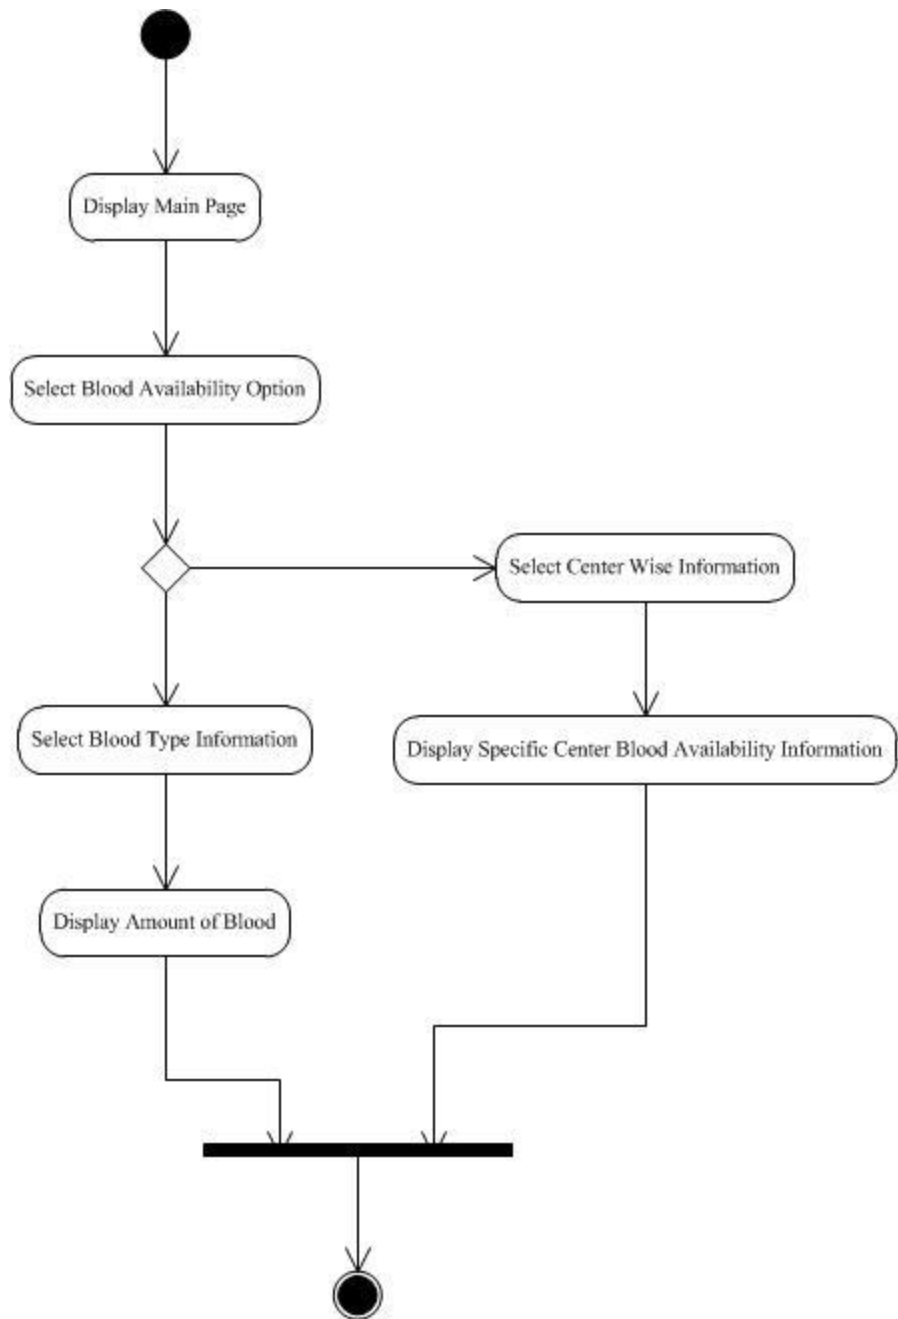 Display Main Page
Select Blood Availability Option
Select Center Wise Information
Select Blood Type Information
Display Specific Center Blood Availability Information
Display Amount of Blood